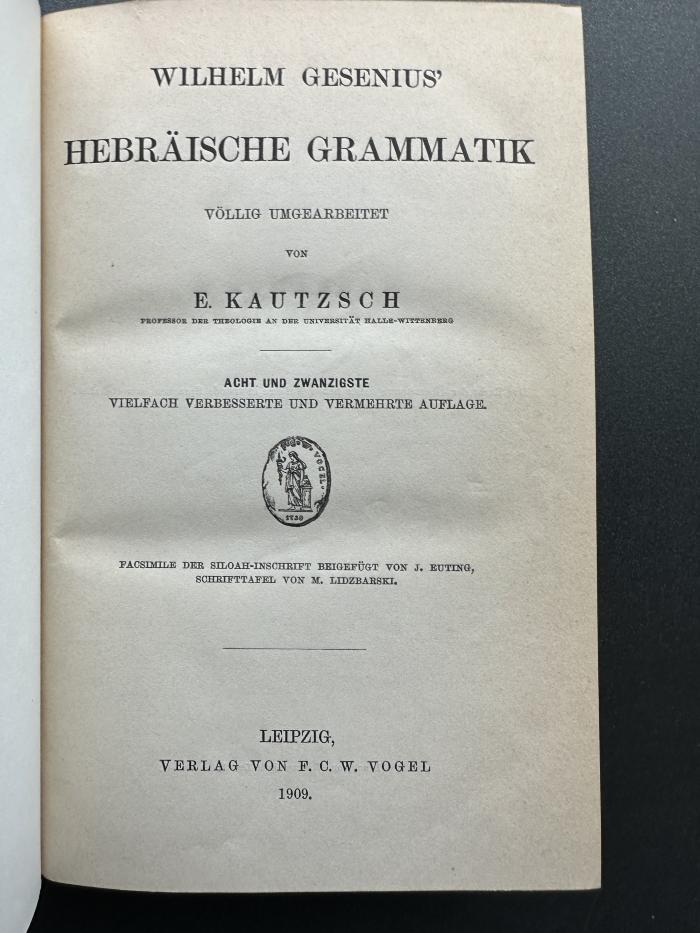 WILHELM GESENIUS'
HEBRÄISCHE GRAMMATIK
VÖLLIG UMGEARBEITET
VON
E. KAUTZSCH
PROFESSOR DER THEOLOGIE AN DER UNIVERSITÄT HALLE-WITTENBERG
ACHT UND ZWANZIGSTE
VIELFACH VERBESSERTE UND VERMEHRTE AUFLAGE.
F. C. W. VOGEL
1730
FACSIMILE DER SILOAH-INSCHRIFT BEIGEFÜGT VON J. EUTING,
SCHRIFTTAFEL VON M. LIDZBARSKI.
LEIPZIG,
VERLAG VON F. C. W. VOGEL
1909.